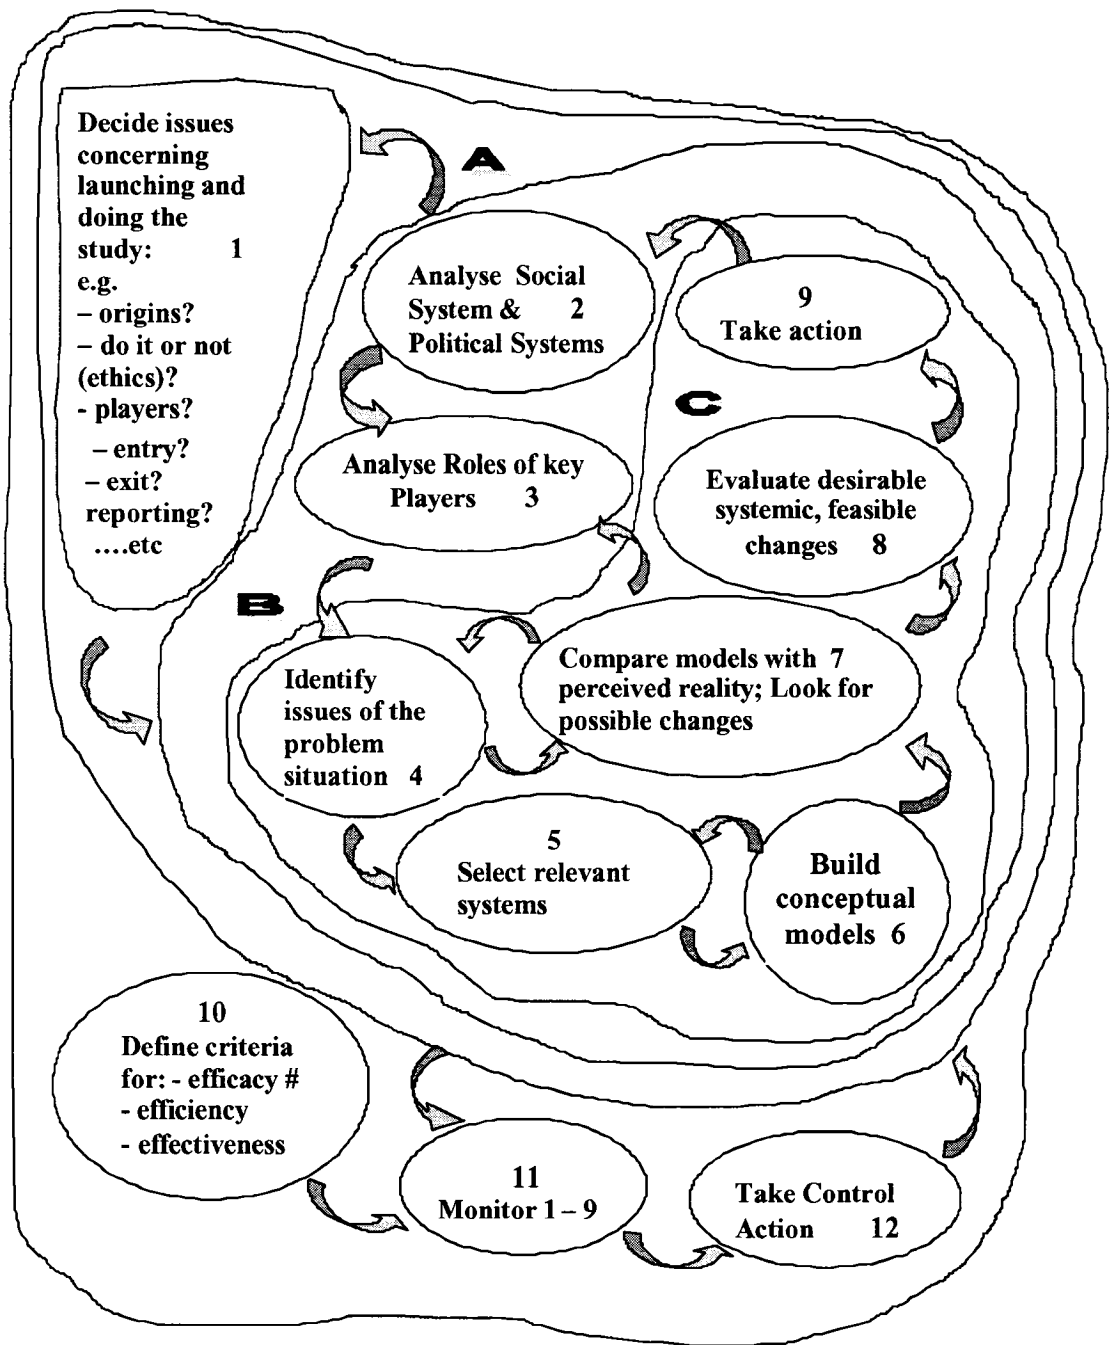 Decide issues
concerning
launching and
doing the
study: 1
e.g.
– origins?
– do it or not
(ethics)?
- players?
– entry?
– exit?
reporting?
....etc
A
Analyse Social
System & 2
Political Systems
9
Take action
C
Analyse Roles of key
Players 3
Evaluate desirable
systemic, feasible
changes 8
B
Identify
issues of the
problem
situation 4
Compare models with 7
perceived reality; Look for
possible changes
5
Select relevant
systems
Build
conceptual
models 6
10
Define criteria
for: - efficacy #
- efficiency
- effectiveness
11
Monitor 1 – 9
Take Control
Action 12